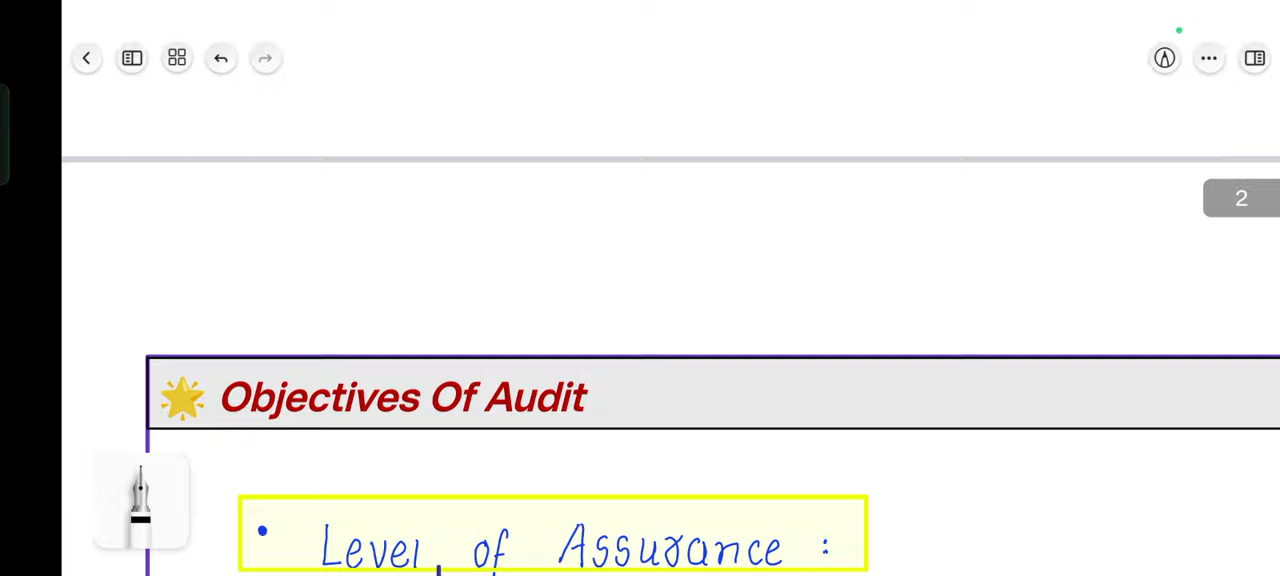 2
🌟 Objectives Of Audit
• Level of Assurance :